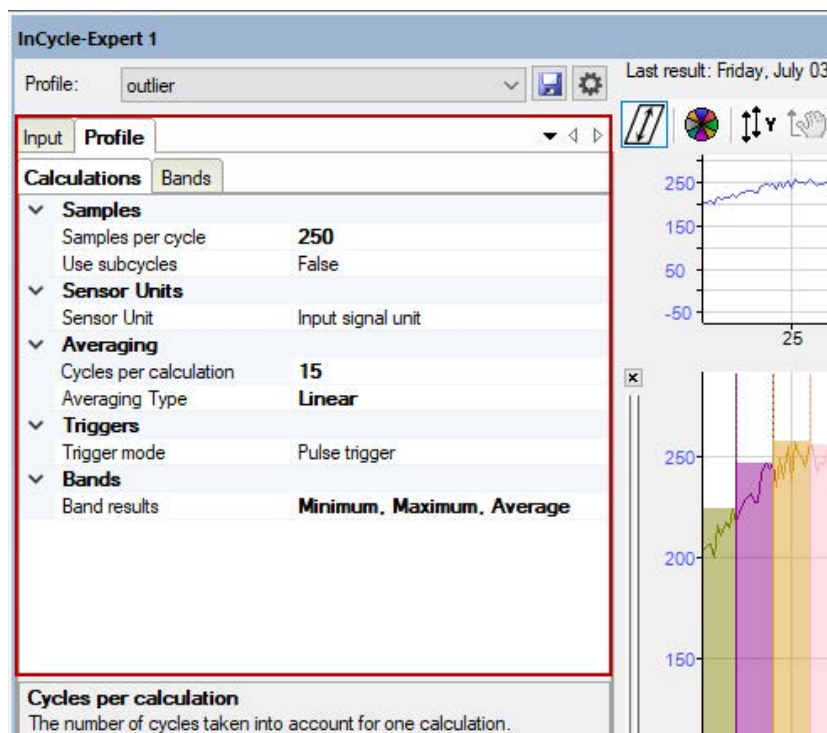 InCycle-Expert 1
Profile: outlier
Last result: Friday, July 03
Input Profile
Y
Calculations Bands
Samples
Samples per cycle 250
Use subcycles False
Sensor Units
Sensor Unit Input signal unit
Averaging
Cycles per calculation 15
Averaging Type Linear
Triggers
Trigger mode Pulse trigger
Bands
Band results Minimum, Maximum, Average
Cycles per calculation
The number of cycles taken into account for one calculation.
250
150
50
-50
25
250
200
150